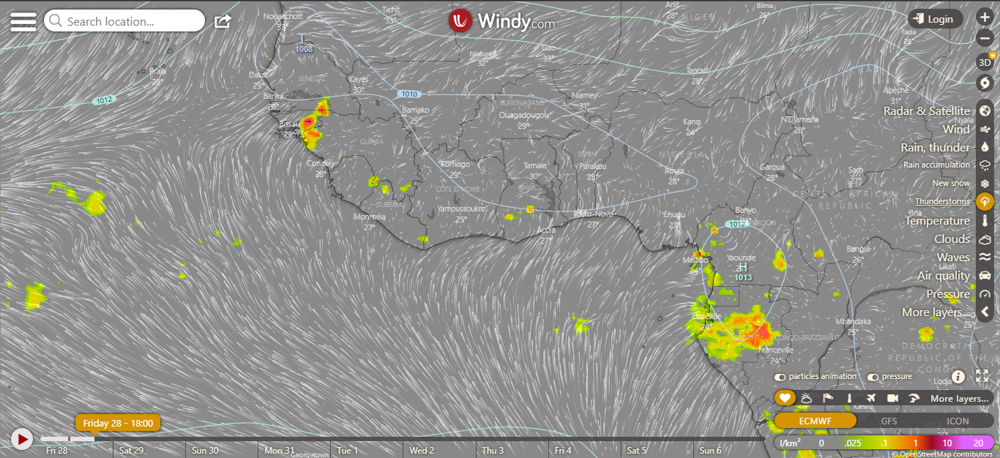 Search location...
Windy.com
Login
3D
Nouakchott
33°
Tichit
33°
Arlit
28°
NIGER
Bilma
26°
Fada
28°
L
1008
Niafunke
32°
Gao
33°
Praia
28°
Dakar
29°
SENEGAL
Kayes
30°
Tanout
28°
1012
Banjul
29°
1010
Niamey
31°
Abéché
31°
Bamako
29°
BURKINA FASO
Ouagadougou
29°
Kano
24°
N'Djamena
28°
Nyala
Bissau
29°
GUINEA
Conakry
28°
Korhogo
29°
Tamale
30°
BENIN
Parakou
28°
NIGERIA
Abuja
28°
Garoua
28°
Sarh
27°
CÔTE D'IVOIRE
GHANA
CENTRAL AFRICAN
REPUBLIC
LIBERIA
Monrovia
27°
Yamoussoukro
25°
Porto-Novo
27°
Enugu
27°
Banyo
Bria
1012
Accra
27°
Malabo
24°
Yaounde
H
1013
Bangui
26°
Likati
Libreville
24°
Mbandaka
25°
25°
CONGO-BRAZZAVILLE
Franceville
24°
DEMOCRATIC
REPUBLIC OF THE
CONGO
Lodja
Radar & Satellite
Wind
Rain, thunder
Rain accumulation
New snow
Thunderstorms
Temperature
Clouds
Waves
Air quality
Pressure
More layers...
particles animation
pressure
More layers...
ECMWF GFS ICON
l/km² 0 .025 .1 1 10 20
© OpenStreetMap contributors
Friday 28 - 18:00
Fri 28 Sat 29 Sun 30 Mon 31 Tue 1 Wed 2 Thu 3 Fri 4 Sat 5 Sun 6
Georgetown